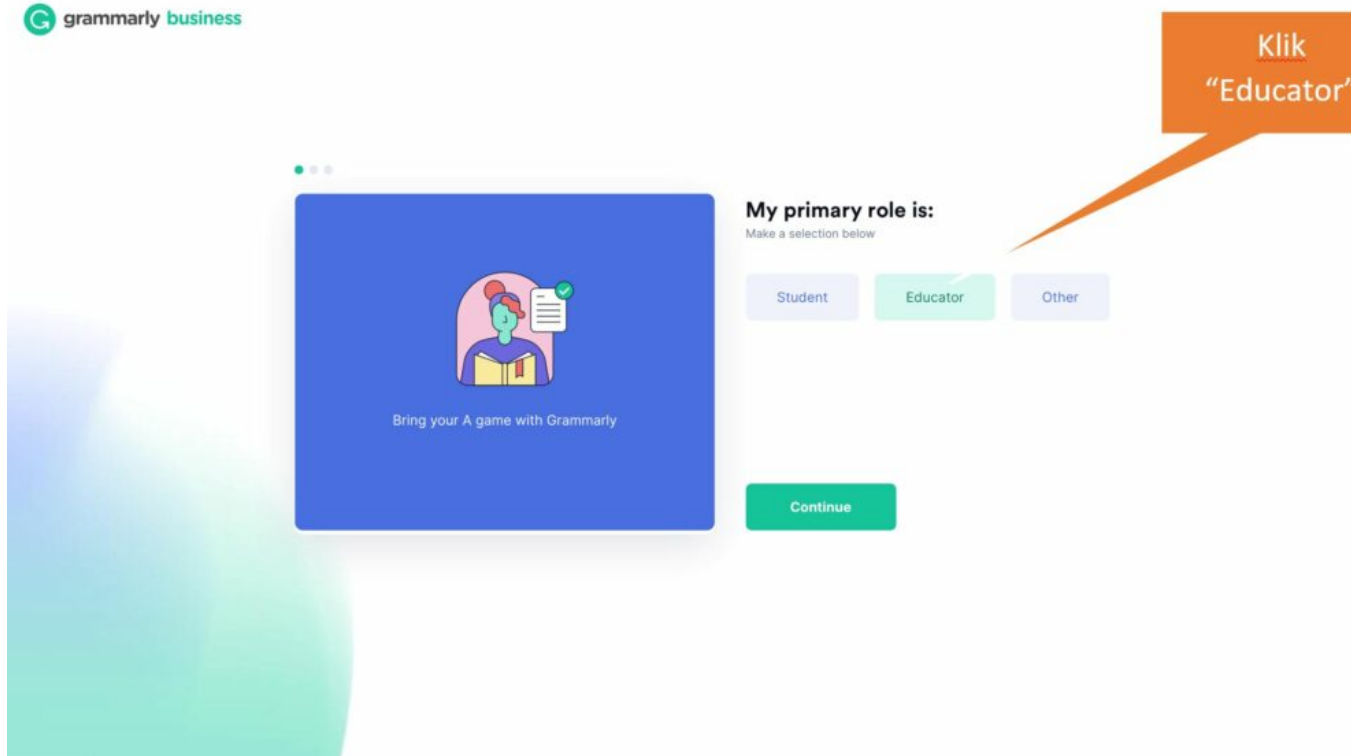 grammarly business
Klik
“Educator”
My primary role is:
Make a selection below
Student
Educator
Other
Bring your A game with Grammarly
Continue